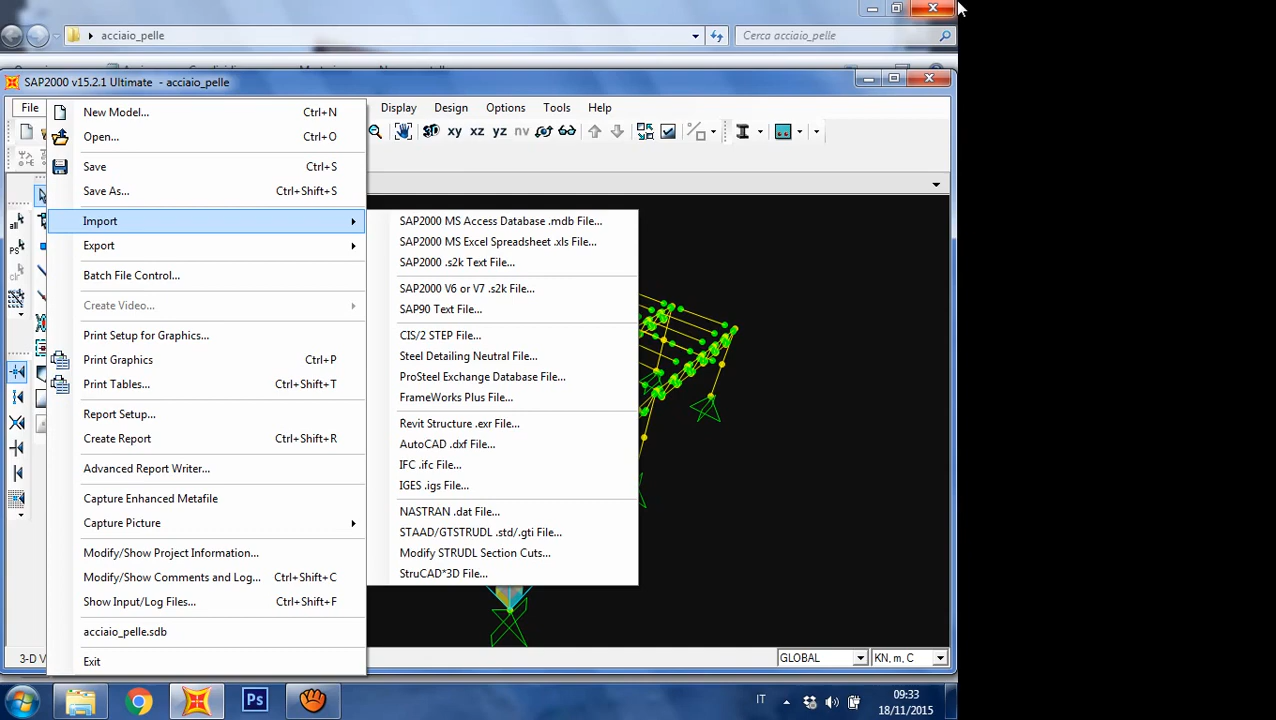 acciaio_pelle
Cerca acciaio_pelle
SAP2000 v15.2.1 Ultimate - acciaio_pelle
File
Display
Design
Options
Tools
Help
New Model...
Ctrl+N
Open...
Ctrl+O
3D xy xz yz nv
Save
Ctrl+S
Save As...
Ctrl+Shift+S
all
PS
clr
Import
Export
Batch File Control...
Create Video...
Print Setup for Graphics...
Print Graphics
Ctrl+P
Print Tables...
Ctrl+Shift+T
Report Setup...
Create Report
Ctrl+Shift+R
Advanced Report Writer...
Capture Enhanced Metafile
Capture Picture
Modify/Show Project Information...
Modify/Show Comments and Log...
Ctrl+Shift+C
Show Input/Log Files...
Ctrl+Shift+F
acciaio_pelle.sdb
Exit
SAP2000 MS Access Database .mdb File...
SAP2000 MS Excel Spreadsheet .xls File...
SAP2000 .s2k Text File...
SAP2000 V6 or V7 .s2k File...
SAP90 Text File...
CIS/2 STEP File...
Steel Detailing Neutral File...
ProSteel Exchange Database File...
FrameWorks Plus File...
Revit Structure .exr File...
AutoCAD .dxf File...
IFC .ifc File...
IGES .igs File...
NASTRAN .dat File...
STAAD/GTSTRUDL .std/.gti File...
Modify STRUDL Section Cuts...
StruCAD*3D File...
3-D V
GLOBAL
KN, m, C
Ps
IT
09:33
18/11/2015